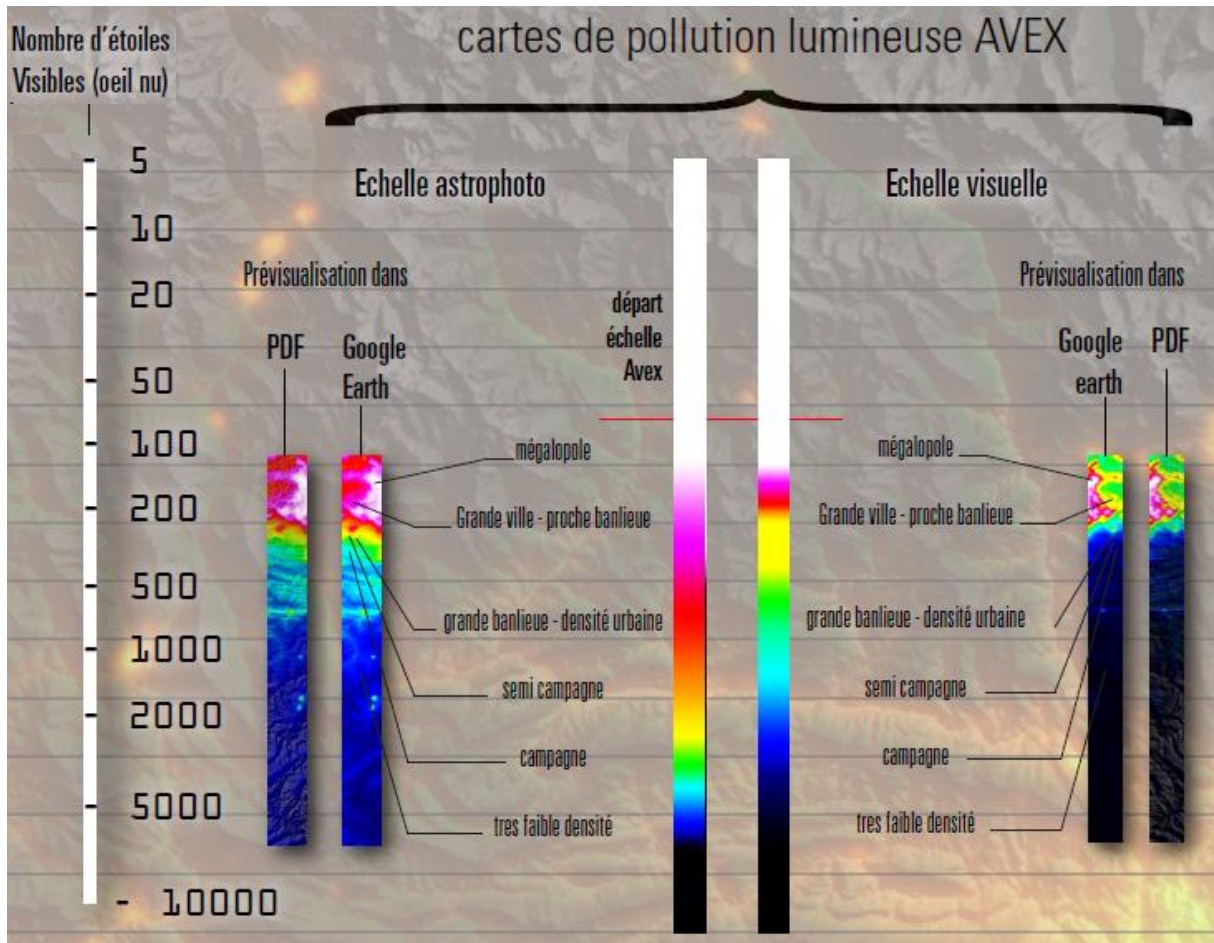 cartes de pollution lumineuse AVEX
Nombre d'étoiles
Visibles (oeil nu)
5
10
20
50
100
200
500
1000
2000
5000
- 10000
Echelle astrophoto
Prévisualisation dans
PDF
Google
Earth
départ
échelle
Avex
mégalopole
Grande ville - proche banlieue
grande banlieue - densité urbaine
semi campagne
campagne
tres faible densité
Echelle visuelle
Prévisualisation dans
Google
earth
PDF
mégalopole
Grande ville - proche banlieue
grande banlieue - densité urbaine
semi campagne
campagne
tres faible densité